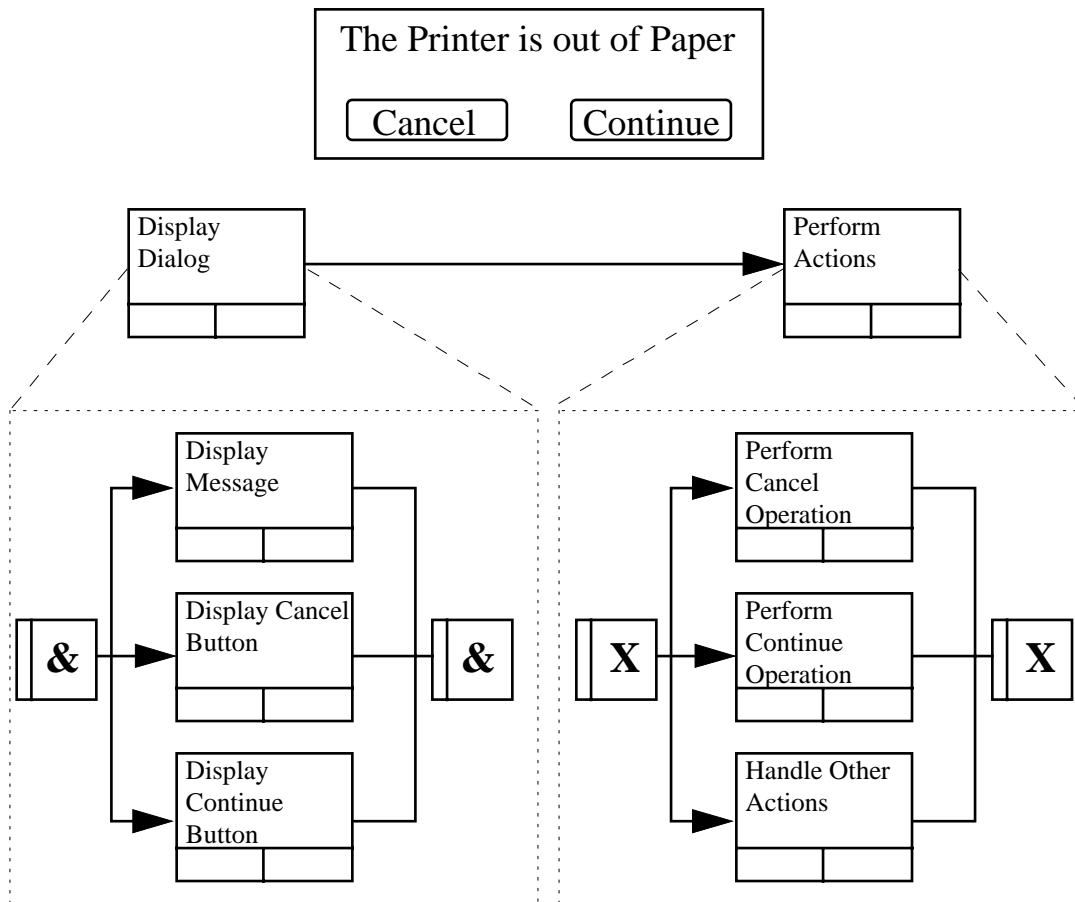 The Printer is out of Paper
Cancel
Continue
Display
Dialog
Perform
Actions
Display
Message
Display Cancel
Button
Display
Continue
Button
&
&
Perform
Cancel
Operation
Perform
Continue
Operation
Handle Other
Actions
X
X